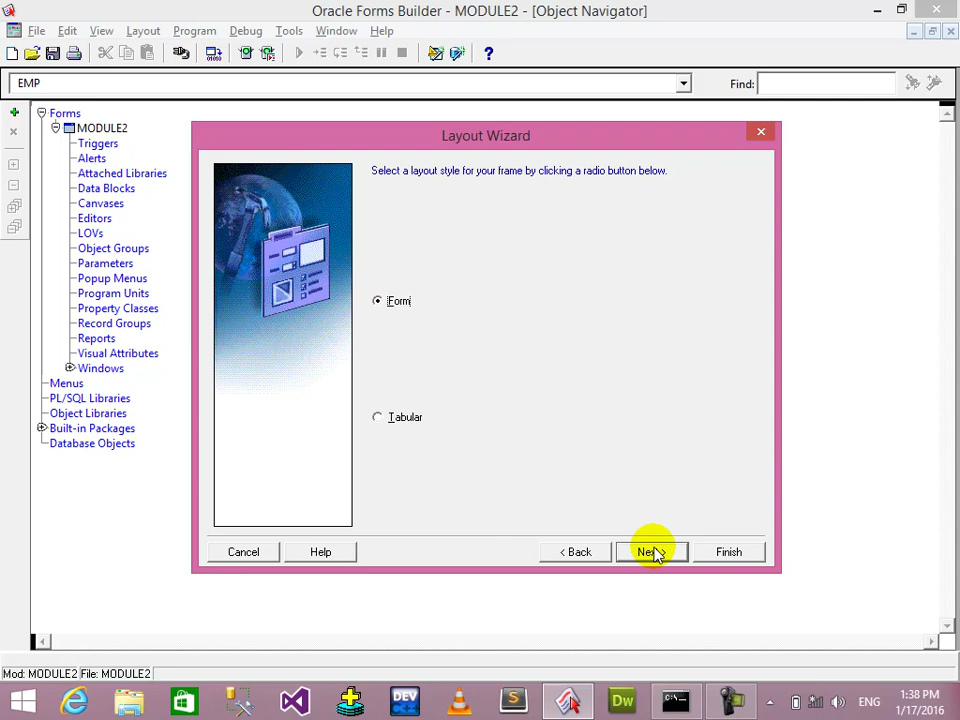 Oracle Forms Builder - MODULE2 - [Object Navigator]
File Edit View Layout Program Debug Tools Window Help
EMP
Find:
Forms
MODULE2
Triggers
Alerts
Attached Libraries
Data Blocks
Canvases
Editors
LOVs
Object Groups
Parameters
Popup Menus
Program Units
Property Classes
Record Groups
Reports
Visual Attributes
Windows
Menus
PL/SQL Libraries
Object Libraries
Built-in Packages
Database Objects
Layout Wizard
Select a layout style for your frame by clicking a radio button below.
Form
Tabular
Cancel Help < Back Finish
Mod: MODULE2 File: MODULE2
DEV
S
Dw
ENG
1:38 PM
1/17/2016